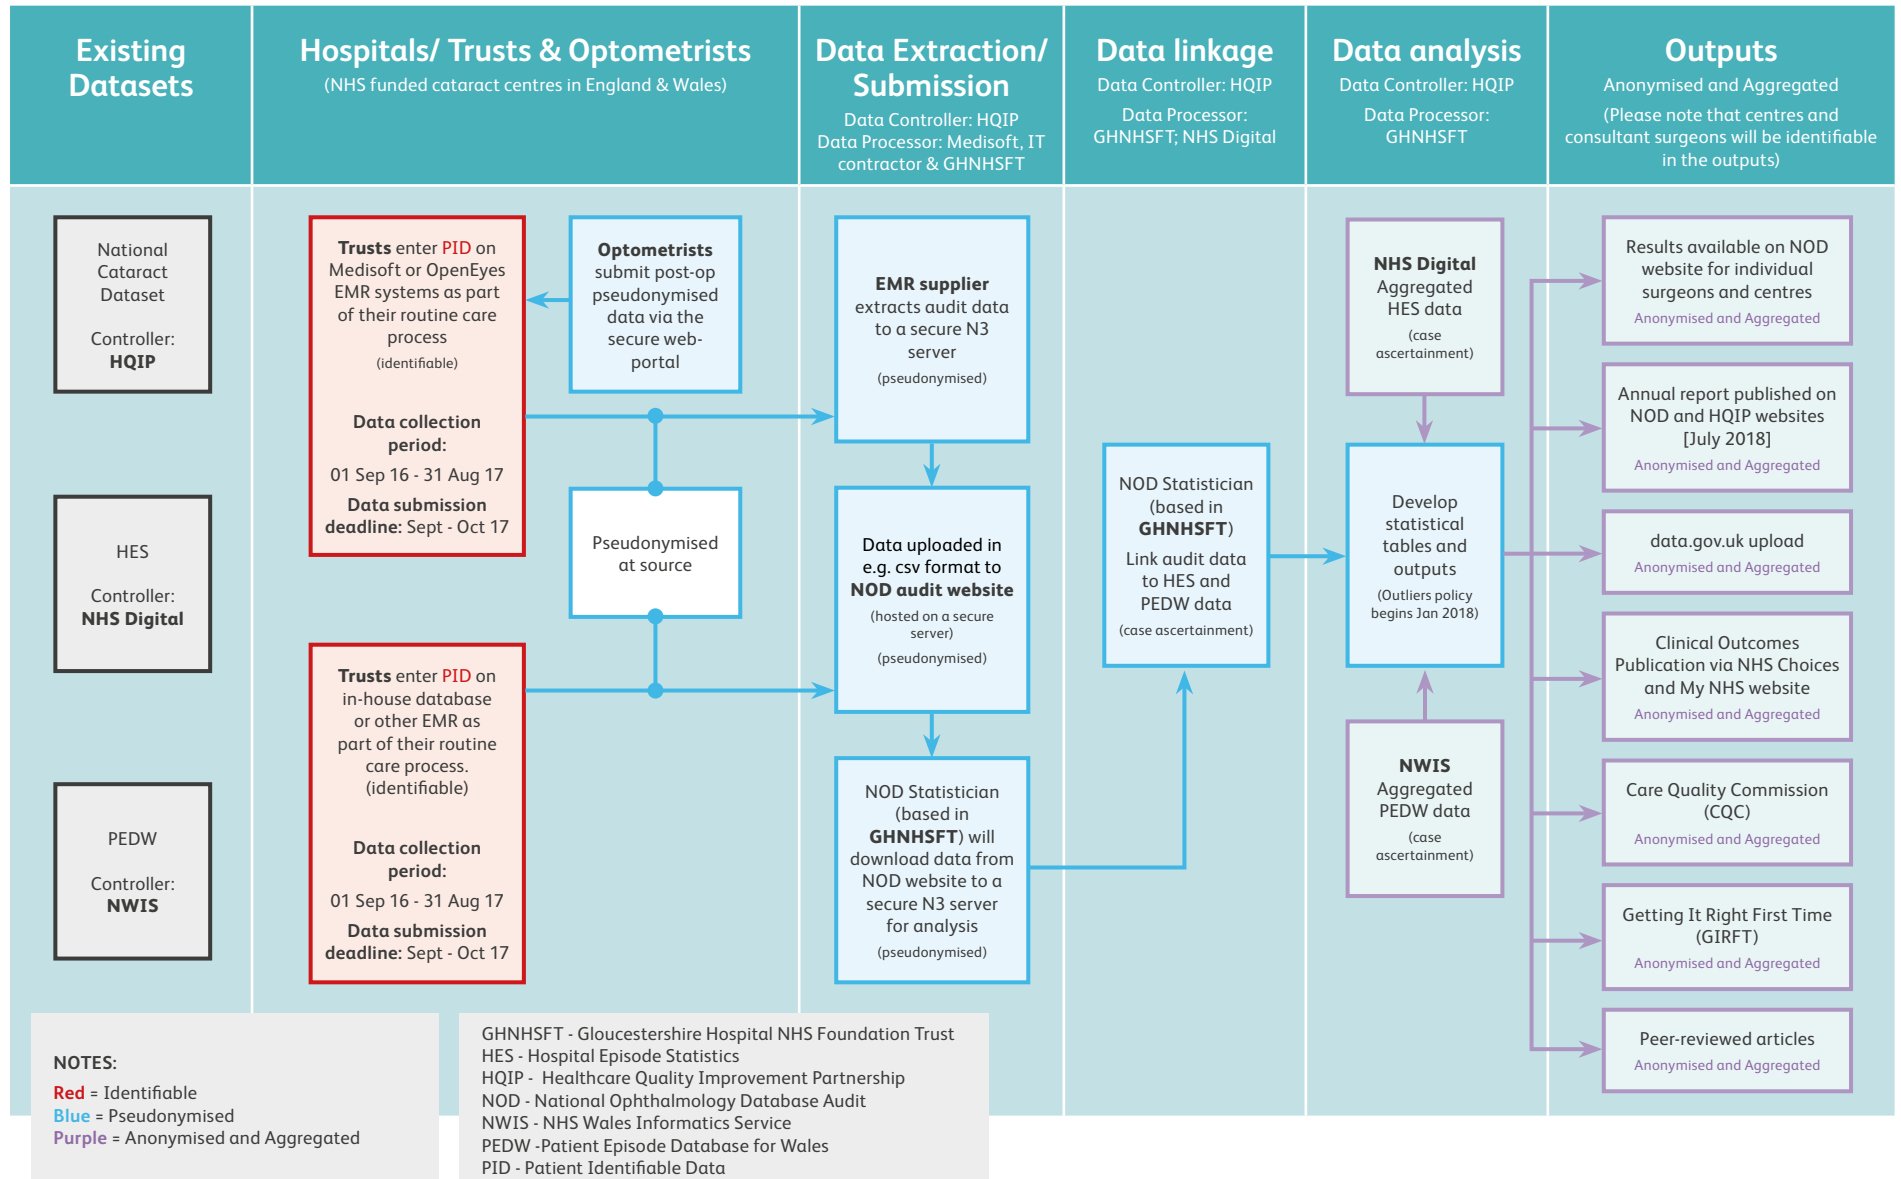 Existing
Datasets
Hospitals/ Trusts & Optometrists
(NHS funded cataract centres in England & Wales)
Data Extraction/
Submission
Data Controller: HQIP
Data Processor: Medisoft, IT
contractor & GHNHSFT
Data linkage
Data Controller: HQIP
Data Processor:
GHNHSFT; NHS Digital
Data analysis
Data Controller: HQIP
Data Processor:
GHNHSFT
Outputs
Anonymised and Aggregated
(Please note that centres and
consultant surgeons will be identifiable
in the outputs)
National
Cataract
Dataset
Controller:
HQIP
HES
Controller:
NHS Digital
PEDW
Controller:
NWIS
Trusts enter PID on
Medisoft or OpenEyes
EMR systems as part
of their routine care
process
(identifiable)
Data collection
period:
01 Sep 16 - 31 Aug 17
Data submission
deadline: Sept - Oct 17
Optometrists
submit post-op
pseudonymised
data via the
secure web-
portal
Pseudonymised
at source
Trusts enter PID on
in-house database
or other EMR as
part of their routine
care process.
(identifiable)
Data collection
period:
01 Sep 16 - 31 Aug 17
Data submission
deadline: Sept - Oct 17
EMR supplier
extracts audit data
to a secure N3
server
(pseudonymised)
Data uploaded in
e.g. csv format to
NOD audit website
(hosted on a secure
server)
(pseudonymised)
NOD Statistician
(based in
GHNHSFT) will
download data from
NOD website to a
secure N3 server
for analysis
(pseudonymised)
NOD Statistician
(based in
GHNHSFT)
Link audit data
to HES and
PEDW data
(case ascertainment)
NHS Digital
Aggregated
HES data
(case
ascertainment)
Develop
statistical
tables and
outputs
(Outliers policy
begins Jan 2018)
NWIS
Aggregated
PEDW data
(case
ascertainment)
Results available on NOD
website for individual
surgeons and centres
Anonymised and Aggregated
Annual report published on
NOD and HQIP websites
[July 2018]
Anonymised and Aggregated
data.gov.uk upload
Anonymised and Aggregated
Clinical Outcomes
Publication via NHS Choices
and My NHS website
Anonymised and Aggregated
Care Quality Commission
(CQC)
Anonymised and Aggregated
Getting It Right First Time
(GIRFT)
Anonymised and Aggregated
Peer-reviewed articles
Anonymised and Aggregated
NOTES:
Red = Identifiable
Blue = Pseudonymised
Purple = Anonymised and Aggregated
GHNHSFT - Gloucestershire Hospital NHS Foundation Trust
HES - Hospital Episode Statistics
HQIP -  Healthcare Quality Improvement Partnership
NOD - National Ophthalmology Database Audit
NWIS - NHS Wales Informatics Service
PEDW -Patient Episode Database for Wales
PID - Patient Identifiable Data